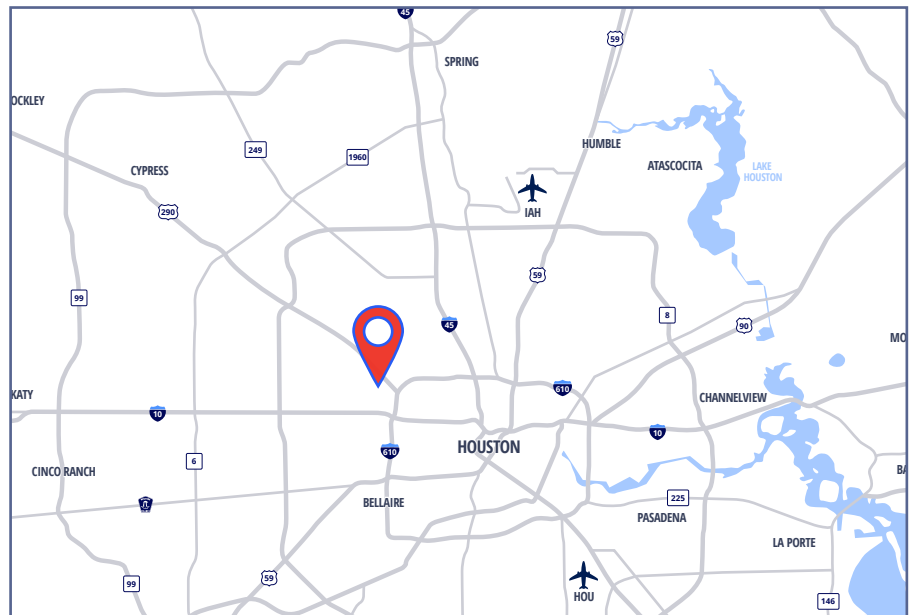 45
59
SPRING
OCKLEY
HUMBLE
249
1960
ATASCOCITA
LAKE
HOUSTON
CYPRESS
290
IAH
59
99
8
45
90
MO
610
KATY
CHANNELVIEW
10
10
HOUSTON
610
6
CINCO RANCH
BA
225
BELLAIRE
PASADENA
LA PORTE
59
99
HOU
146